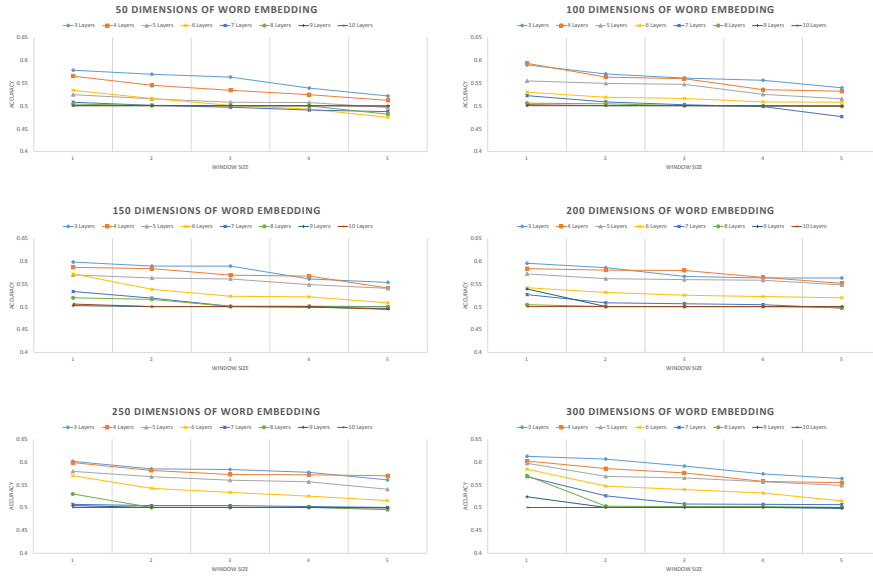 50 DIMENSIONS OF WORD EMBEDDING
3 Layers 4 Layers 5 Layers 6 Layers 7 Layers 8 Layers 9 Layers 10 Layers
0.65
0.6
0.55
0.5
0.45
0.4
ACCURACY
1 2 3 4 5
WINDOW SIZE
100 DIMENSIONS OF WORD EMBEDDING
3 Layers 4 Layers 5 Layers 6 Layers 7 Layers 8 Layers 9 Layers 10 Layers
0.65
0.6
0.55
0.5
0.45
0.4
ACCURACY
1 2 3 4 5
WINDOW SIZE
150 DIMENSIONS OF WORD EMBEDDING
3 Layers 4 Layers 5 Layers 6 Layers 7 Layers 8 Layers 9 Layers 10 Layers
0.65
0.6
0.55
0.5
0.45
0.4
ACCURACY
1 2 3 4 5
WINDOW SIZE
200 DIMENSIONS OF WORD EMBEDDING
3 Layers 4 Layers 5 Layers 6 Layers 7 Layers 8 Layers 9 Layers 10 Layers
0.65
0.6
0.55
0.5
0.45
0.4
ACCURACY
1 2 3 4 5
WINDOW SIZE
250 DIMENSIONS OF WORD EMBEDDING
3 Layers 4 Layers 5 Layers 6 Layers 7 Layers 8 Layers 9 Layers 10 Layers
0.65
0.6
0.55
0.5
0.45
0.4
ACCURACY
1 2 3 4 5
WINDOW SIZE
300 DIMENSIONS OF WORD EMBEDDING
3 Layers 4 Layers 5 Layers 6 Layers 7 Layers 8 Layers 9 Layers 10 Layers
0.65
0.6
0.55
0.5
0.45
0.4
ACCURACY
1 2 3 4 5
WINDOW SIZE